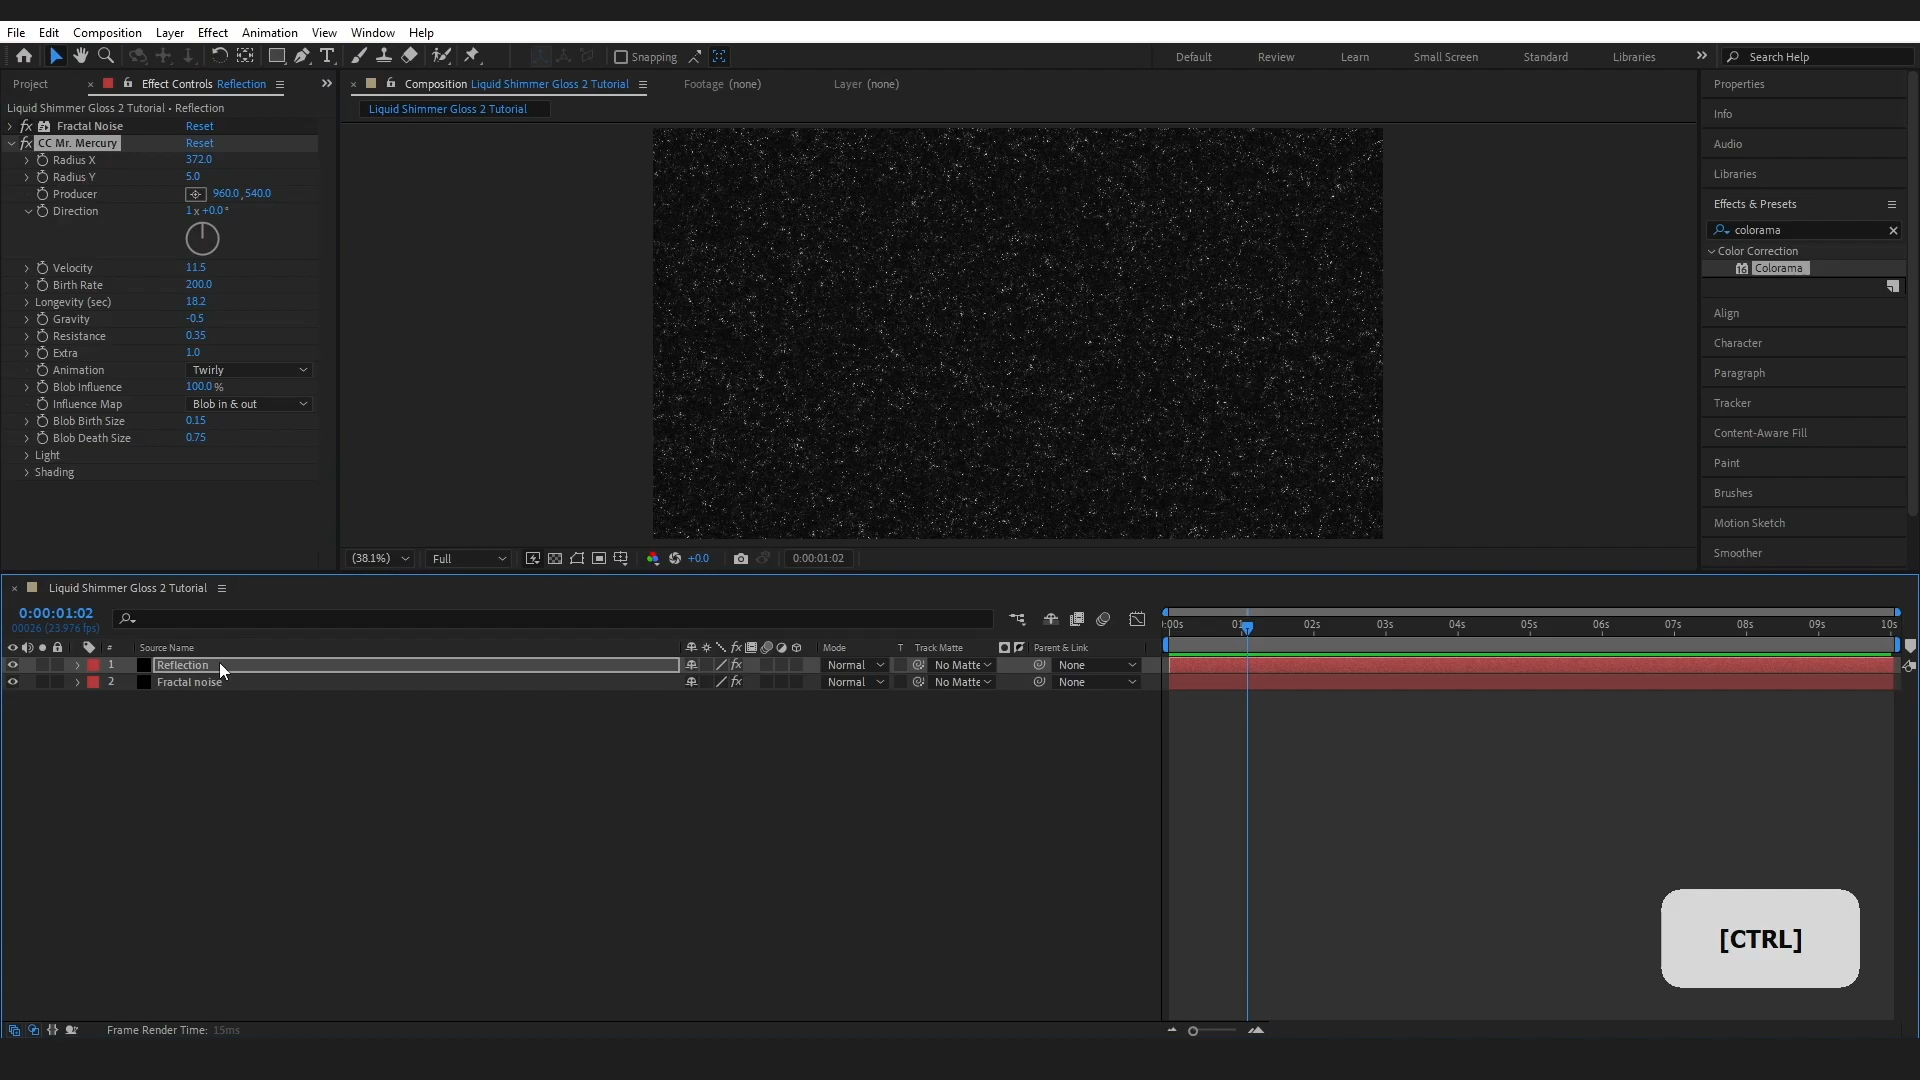 File Edit Composition Layer Effect Animation View Window Help
Snapping
Default Review Learn Small Screen Standard Libraries Search Help
Project Effect Controls Reflection
Composition Liquid Shimmer Gloss 2 Tutorial
Footage (none)
Layer (none)
Liquid Shimmer Gloss 2 Tutorial • Reflection
Liquid Shimmer Gloss 2 Tutorial
fx Fractal Noise Reset
fx CC Mr. Mercury Reset
Radius X 372.0
Radius Y 5.0
Producer 960.0, 540.0
Direction 1 x +0.0 °
Velocity 11.5
Birth Rate 200.0
Longevity (sec) 18.2
Gravity -0.5
Resistance 0.35
Extra 1.0
Animation Twirly
Blob Influence 100.0 %
Influence Map Blob in & out
Blob Birth Size 0.15
Blob Death Size 0.75
Light
Shading
(38.1%) Full +0.0 0:00:01:02
Properties
Info
Audio
Libraries
Effects & Presets
colorama
Color Correction
16 Colorama
Align
Character
Paragraph
Tracker
Content-Aware Fill
Paint
Brushes
Motion Sketch
Smoother
Liquid Shimmer Gloss 2 Tutorial
0:00:01:02
00026 (23.976 fps)
:00s 01 02s 03s 04s 05s 06s 07s 08s 09s 10s
# Source Name fx Mode T Track Matte Parent & Link
1 Reflection fx Normal No Matte None
2 Fractal noise fx Normal No Matte None
[CTRL]
Frame Render Time: 15ms